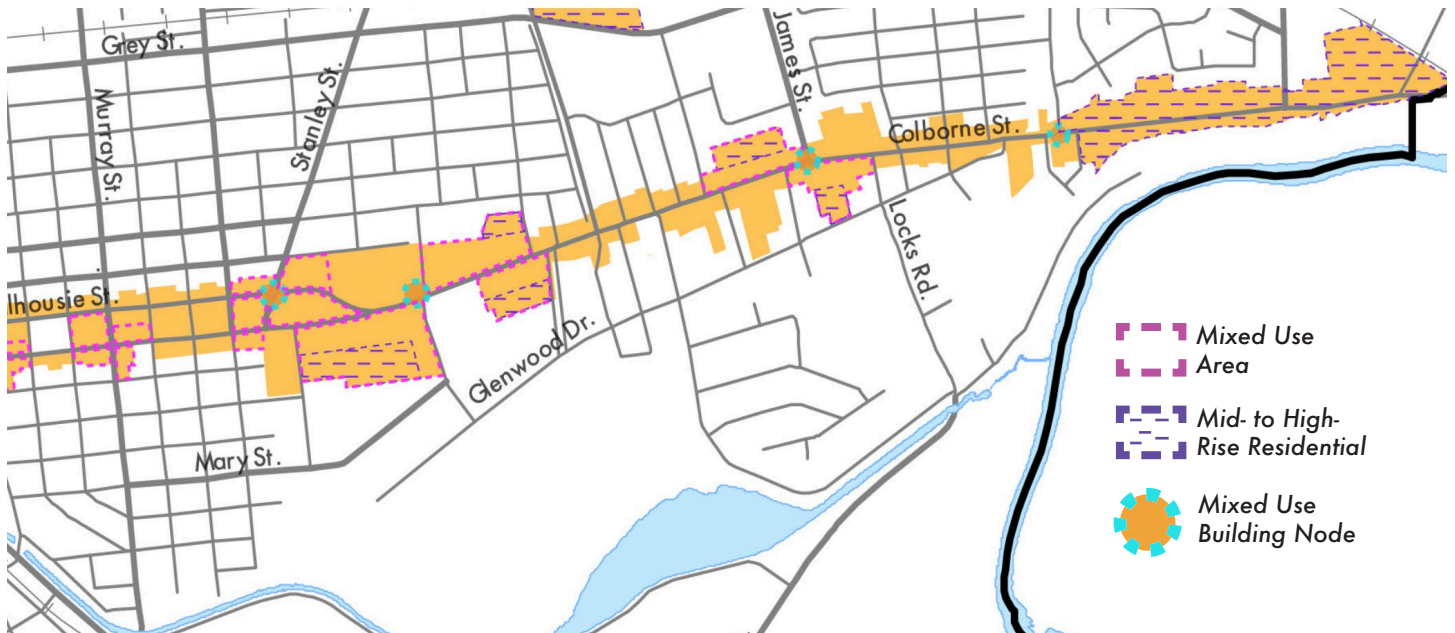 Grey St.
Murray St.
Stanley St.
James St.
Colborne St.
Locks Rd.
lhousie St.
Glenwood Dr.
Mary St.
Mixed Use
Area
Mid- to High-
Rise Residential
Mixed Use
Building Node